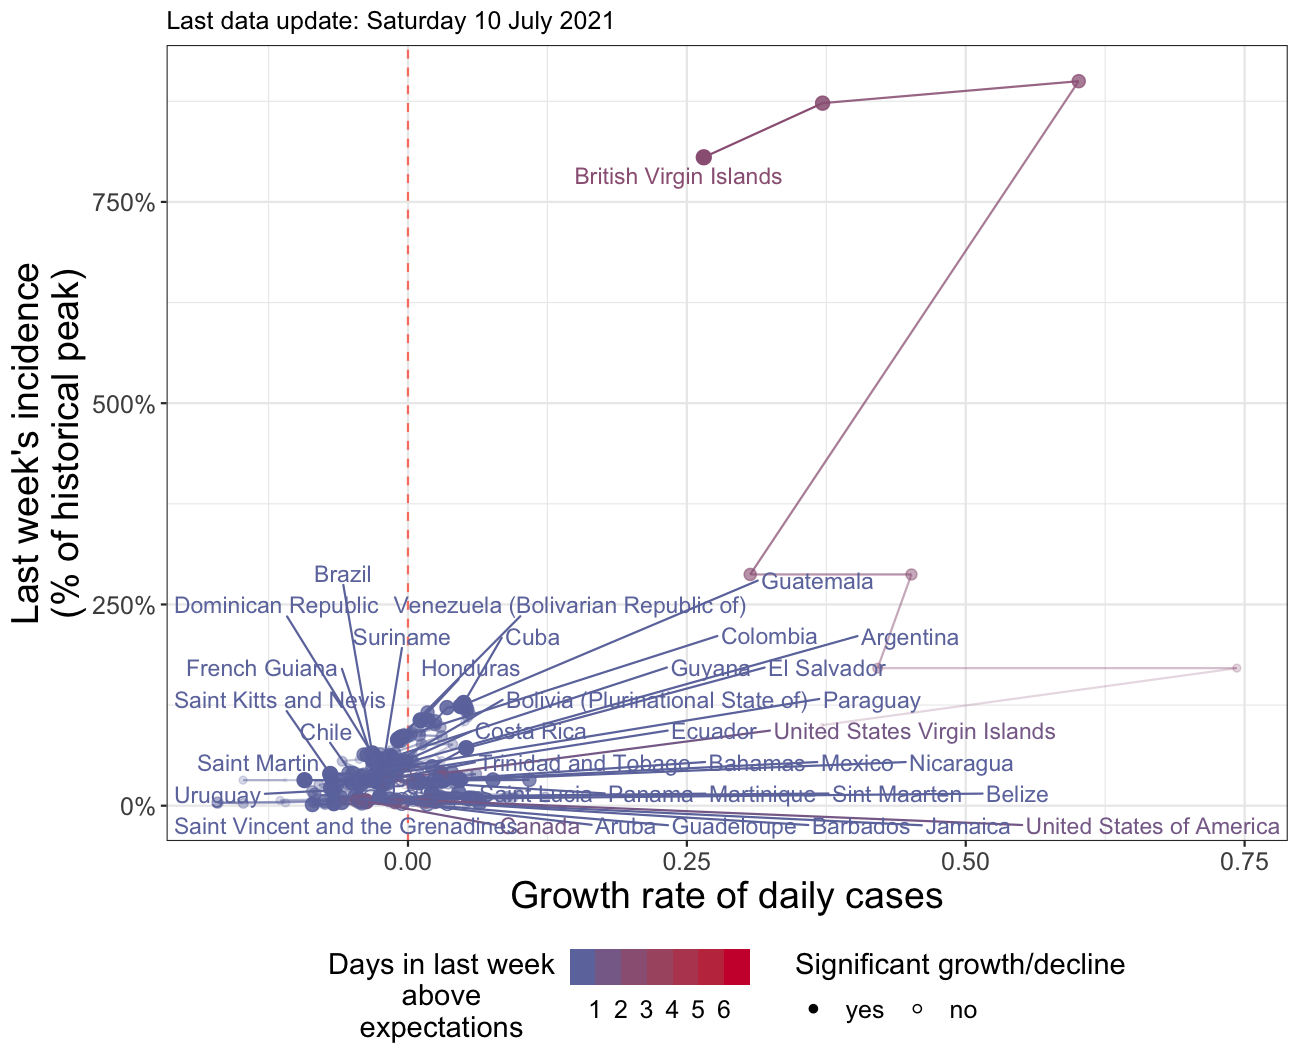 Last data update: Saturday 10 July 2021
Last week's incidence
(% of historical peak)
750%
500%
250%
0%
British Virgin Islands
Brazil
Guatemala
Dominican Republic
Venezuela (Bolivarian Republic of)
Suriname
Cuba
Colombia
Argentina
French Guiana
Honduras
Guyana
El Salvador
Saint Kitts and Nevis
Bolivia (Plurinational State of)
Paraguay
Chile
Costa Rica
Ecuador
United States Virgin Islands
Saint Martin
Trinidad and Tobago
Bahamas
Mexico
Nicaragua
Uruguay
Saint Lucia
Panama
Martinique
Sint Maarten
Belize
Saint Vincent and the Grenadines
Canada
Aruba
Guadeloupe
Barbados
Jamaica
United States of America
0.00
0.25
0.50
0.75
Growth rate of daily cases
Days in last week
above
expectations
1 2 3 4 5 6
Significant growth/decline
yes
no